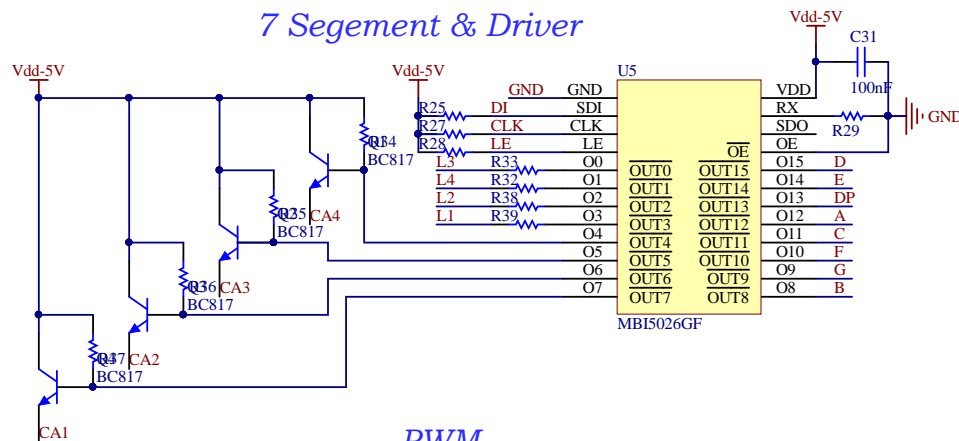 7 Segement & Driver
Vdd-5V
C31
100nF
Vdd-5V
Vdd-5V
U5
GND GND VDD
R25 DI SDI RX R29 GND
R27 CLK CLK SDO
R28 LE LE OE OE
L3 R33 O0 OUT0 OUT15 O15 D
L4 R32 O1 OUT1 OUT14 O14 E
L2 R38 O2 OUT2 OUT13 O13 DP
L1 R39 O3 OUT3 OUT12 O12 A
O4 OUT4 OUT11 O11 C
O5 OUT5 OUT10 O10 F
O6 OUT6 OUT9 O9 G
O7 OUT7 OUT8 O8 B
MBI5026GF
BC817
CA4
BC817
CA3
BC817
CA2
BC817
CA1
PWM